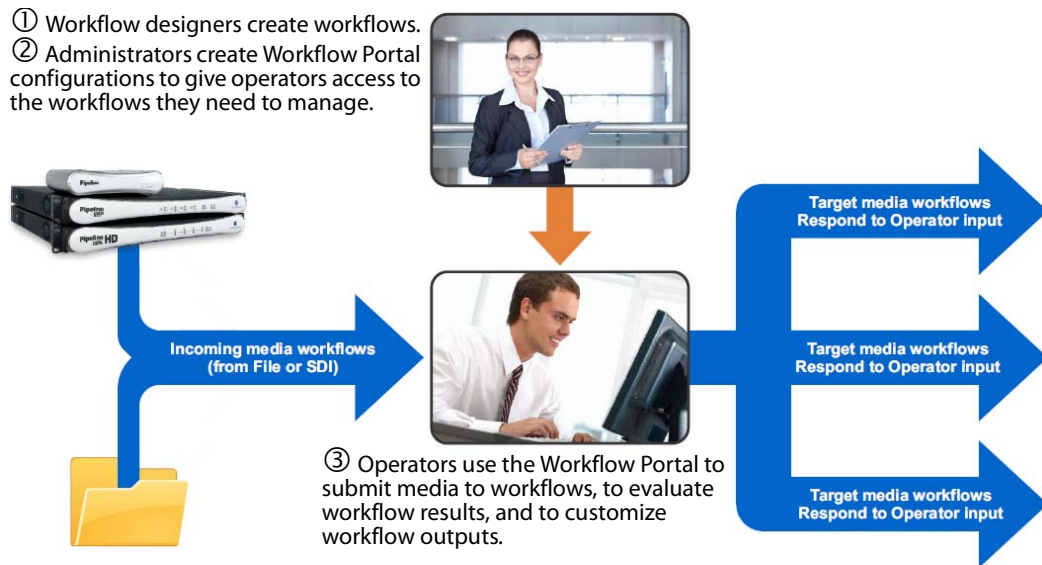 ① Workflow designers create workflows.
② Administrators create Workflow Portal
configurations to give operators access to
the workflows they need to manage.
Pipeline
Pipeline
Pipeline
HD
Incoming media workflows
(from File or SDI)
③ Operators use the Workflow Portal to
submit media to workflows, to evaluate
workflow results, and to customize
workflow outputs.
Target media workflows
Respond to Operator input
Target media workflows
Respond to Operator input
Target media workflows
Respond to Operator input